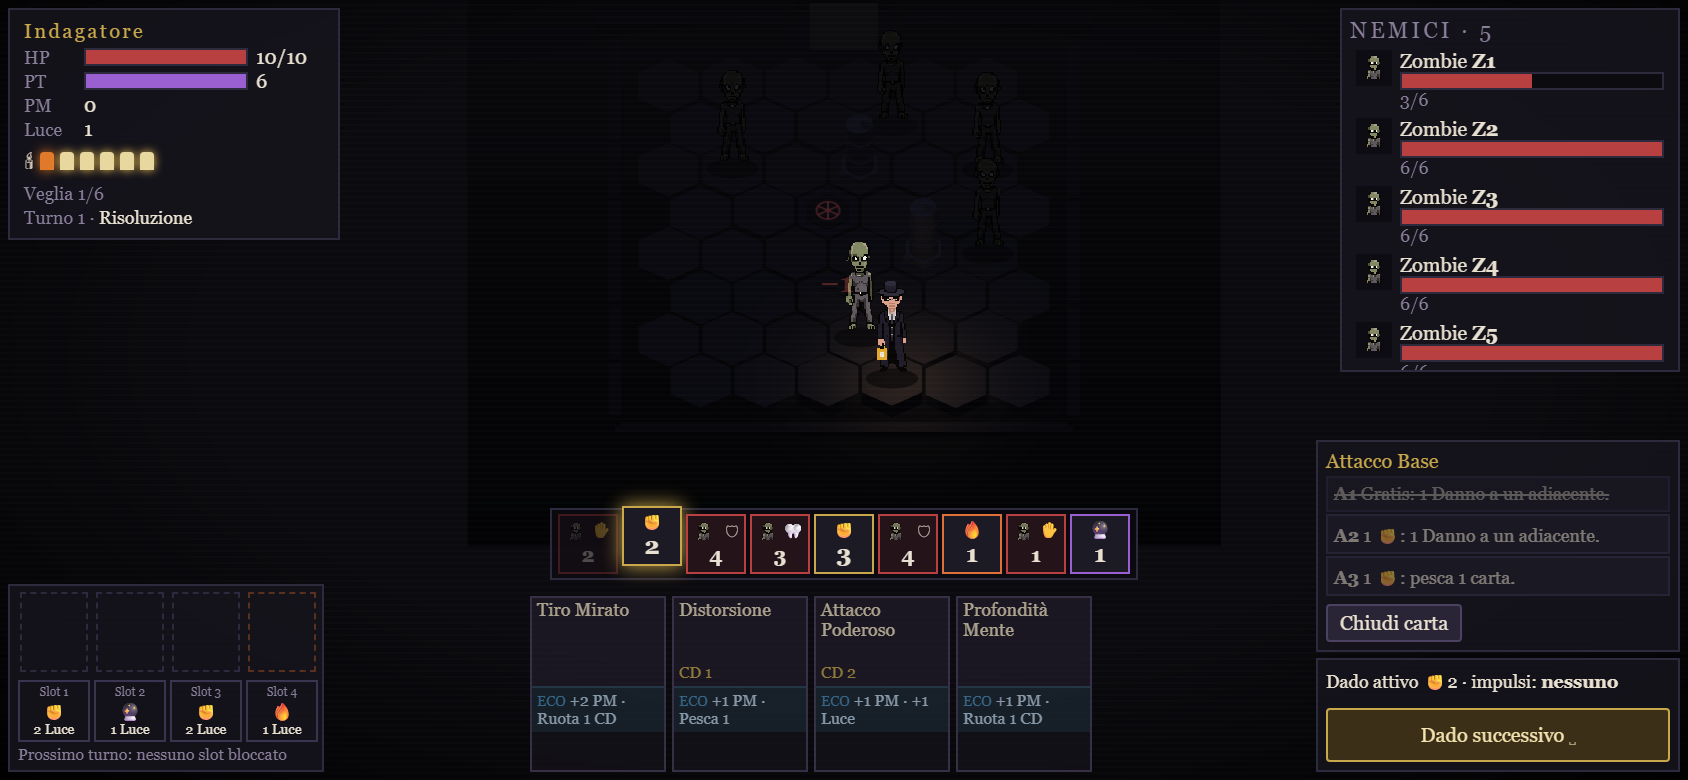 Indagatore
HP 10/10
PT 6
PM 0
Luce 1
Veglia 1/6
Turno 1 · Risoluzione
NEMICI · 5
Zombie Z1
3/6
Zombie Z2
6/6
Zombie Z3
6/6
Zombie Z4
6/6
Zombie Z5
6/6
2 2 4 3 3 4 1 1 1
Attacco Base
A1 Gratis: 1 Danno a un adiacente.
A2 1 ✊ : 1 Danno a un adiacente.
A3 1 ✊ : pesca 1 carta.
Chiudi carta
Dado attivo ✊ 2 · impulsi: nessuno
Dado successivo
Tiro Mirato
ECO +2 PM ·
Ruota 1 CD
Distorsione
CD 1
ECO +1 PM ·
Pesca 1
Attacco
Poderoso
CD 2
ECO +1 PM · +1
Luce
Profondità
Mente
ECO +1 PM ·
Ruota 1 CD
Slot 1
2 Luce
Slot 2
1 Luce
Slot 3
2 Luce
Slot 4
1 Luce
Prossimo turno: nessuno slot bloccato